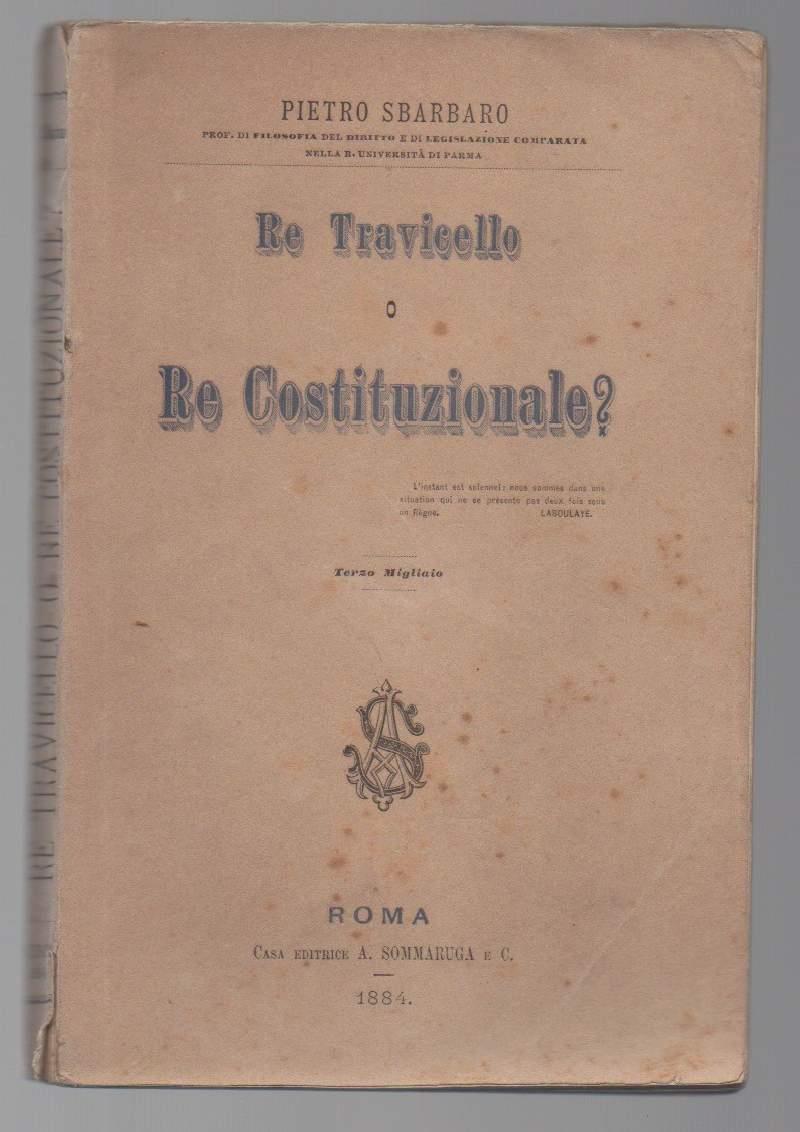 PIETRO SBARBARO
PROF. DI FILOSOFIA DEL DIRITTO E DI LEGISLAZIONE COMPARATA
NELLA R. UNIVERSITÀ DI PARMA
Re Travicello
o
Re Costituzionale?
L'instant est solennel: nous sommes dans une
situation qui ne se présente pas deux fois sous
un Règne. LABOULAYE.
Terzo Migliaio
AS
ROMA
CASA EDITRICE A. SOMMARUGA E C.
1884.
RE TRAVICELLO O RE COSTITUZIONALE?